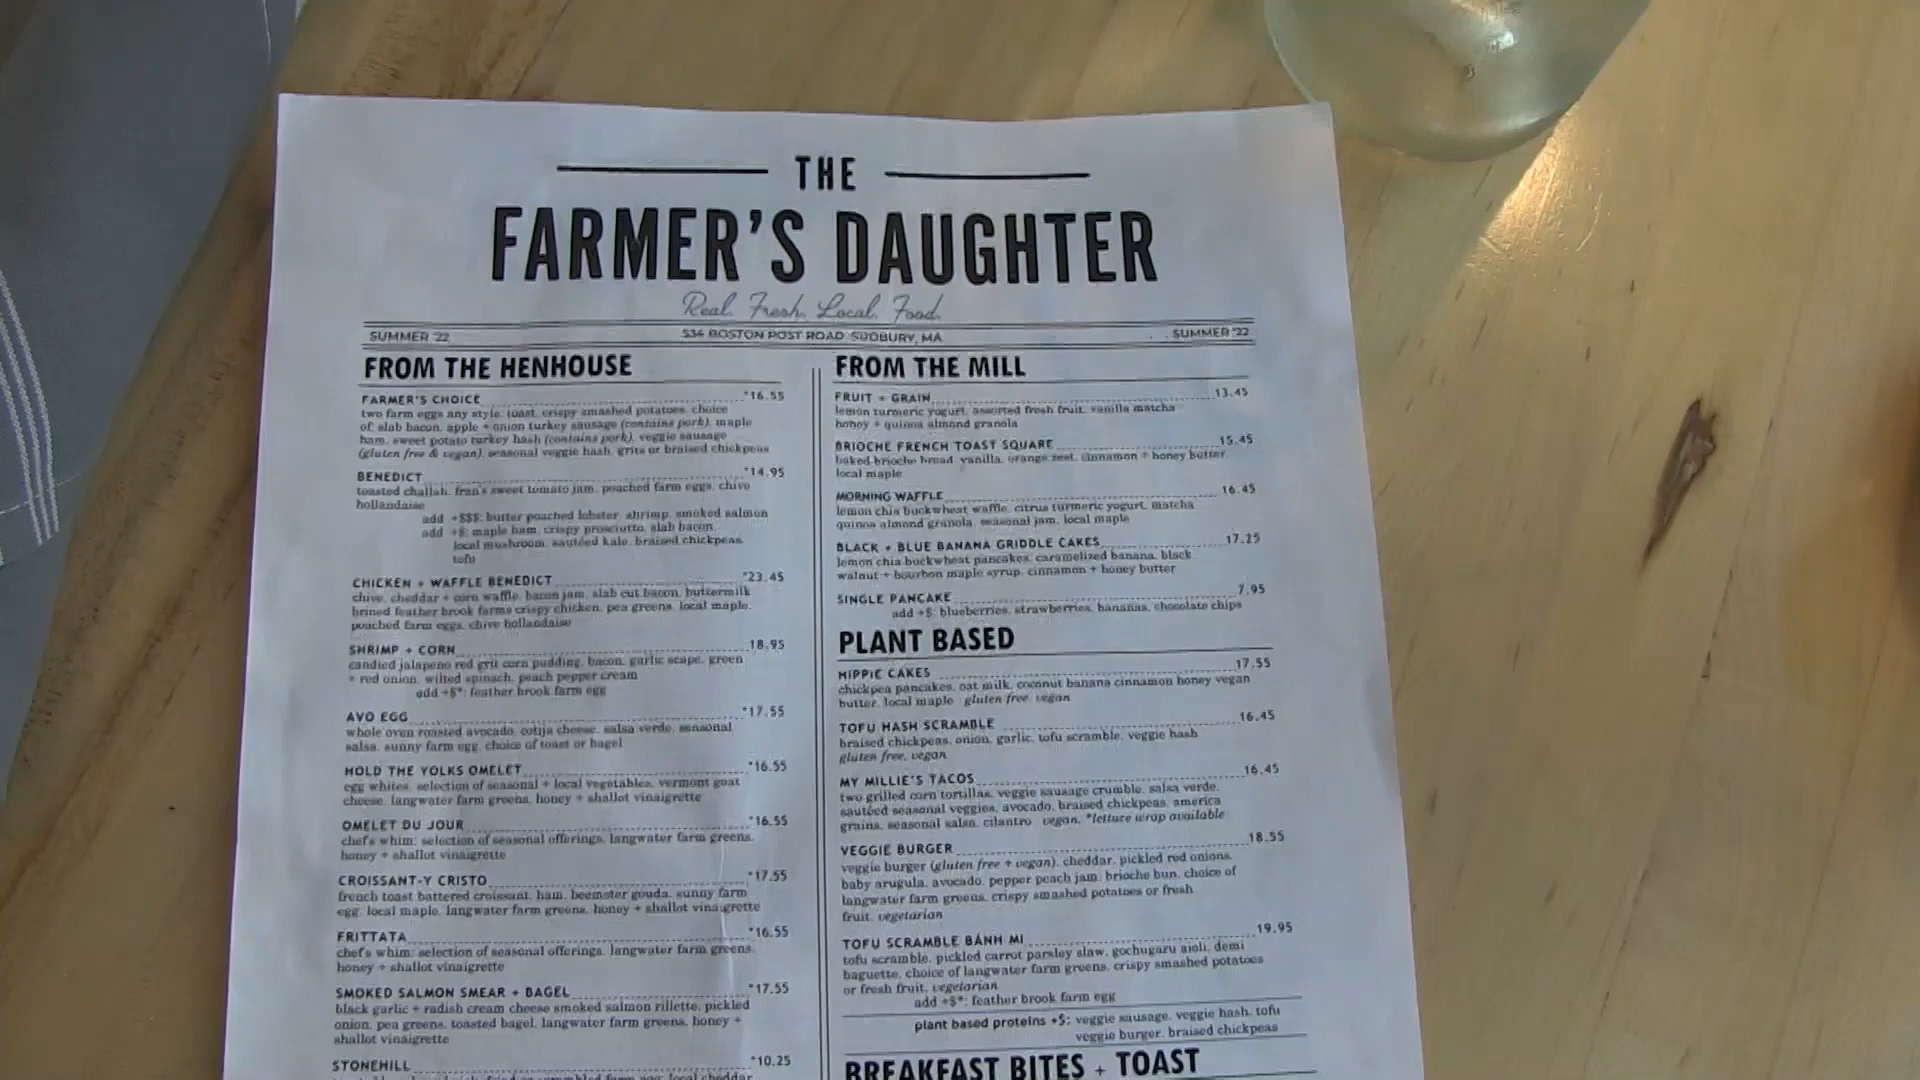 THE
FARMER'S DAUGHTER
Real. Fresh. Local. Food.
SUMMER '22
534 BOSTON POST ROAD SUDBURY, MA
SUMMER '22
FROM THE HENHOUSE
FARMER'S CHOICE *16.55
two farm eggs any style, toast, crispy smashed potatoes, choice
of: slab bacon, apple + onion turkey sausage (contains pork), maple
ham, sweet potato turkey hash (contains pork), veggie sausage
(gluten free & vegan), seasonal veggie hash, grits or braised chickpeas
BENEDICT *14.95
toasted challah, fran's sweet tomato jam, poached farm eggs, chive
hollandaise
add +$$$: butter poached lobster, shrimp, smoked salmon
add +$: maple ham, crispy prosciutto, slab bacon,
local mushroom, sautéed kale, braised chickpeas,
tofu
CHICKEN + WAFFLE BENEDICT *23.45
chive, cheddar + corn waffle, bacon jam, slab cut bacon, buttermilk
brined feather brook farms crispy chicken, pea greens, local maple,
poached farm eggs, chive hollandaise
SHRIMP + CORN 18.95
candied jalapeno red grit corn pudding, bacon, garlic scape, green
+ red onion, wilted spinach, peach pepper cream
add +$*: feather brook farm egg
AVO EGG *17.55
whole oven roasted avocado, cotija cheese, salsa verde, seasonal
salsa, sunny farm egg, choice of toast or bagel
HOLD THE YOLKS OMELET *16.55
egg whites, selection of seasonal + local vegetables, vermont goat
cheese, langwater farm greens, honey + shallot vinaigrette
OMELET DU JOUR *16.55
chef's whim: selection of seasonal offerings, langwater farm greens,
honey + shallot vinaigrette
CROISSANT-Y CRISTO *17.55
french toast battered croissant, ham, beemster gouda, sunny farm
egg, local maple, langwater farm greens, honey + shallot vinaigrette
FRITTATA *16.55
chef's whim: selection of seasonal offerings, langwater farm greens,
honey + shallot vinaigrette
SMOKED SALMON SMEAR + BAGEL *17.55
black garlic + radish cream cheese smoked salmon rillette, pickled
onion, pea greens, toasted bagel, langwater farm greens, honey +
shallot vinaigrette
STONEHILL *10.25
FROM THE MILL
FRUIT + GRAIN 13.45
lemon turmeric yogurt, assorted fresh fruit, vanilla matcha
honey + quinoa almond granola
BRIOCHE FRENCH TOAST SQUARE 15.45
baked brioche bread, vanilla, orange zest, cinnamon + honey butter,
local maple
MORNING WAFFLE 16.45
lemon chia buckwheat waffle, citrus turmeric yogurt, matcha
quinoa almond granola, seasonal jam, local maple
BLACK + BLUE BANANA GRIDDLE CAKES 17.25
lemon chia buckwheat pancakes, caramelized banana, black
walnut + bourbon maple syrup, cinnamon + honey butter
SINGLE PANCAKE 7.95
add +$: blueberries, strawberries, bananas, chocolate chips
PLANT BASED
HIPPIE CAKES 17.55
chickpea pancakes, oat milk, coconut banana cinnamon honey vegan
butter, local maple gluten free vegan
TOFU HASH SCRAMBLE 16.45
braised chickpeas, onion, garlic, tofu scramble, veggie hash
gluten free, vegan
MY MILLIE'S TACOS 16.45
two grilled corn tortillas, veggie sausage crumble, salsa verde,
sautéed seasonal veggies, avocado, braised chickpeas, america
grains, seasonal salsa, cilantro vegan, *lettuce wrap available
VEGGIE BURGER 18.55
veggie burger (gluten free + vegan), cheddar, pickled red onions,
baby arugula, avocado, pepper peach jam, brioche bun, choice of
langwater farm greens, crispy smashed potatoes or fresh
fruit, vegetarian
TOFU SCRAMBLE BÁNH MI 19.95
tofu scramble, pickled carrot parsley slaw, gochugaru aioli, demi
baguette, choice of langwater farm greens, crispy smashed potatoes
or fresh fruit, vegetarian
add +$*: feather brook farm egg
plant based proteins +$: veggie sausage, veggie hash, tofu
veggie burger, braised chickpeas
BREAKFAST BITES + TOAST